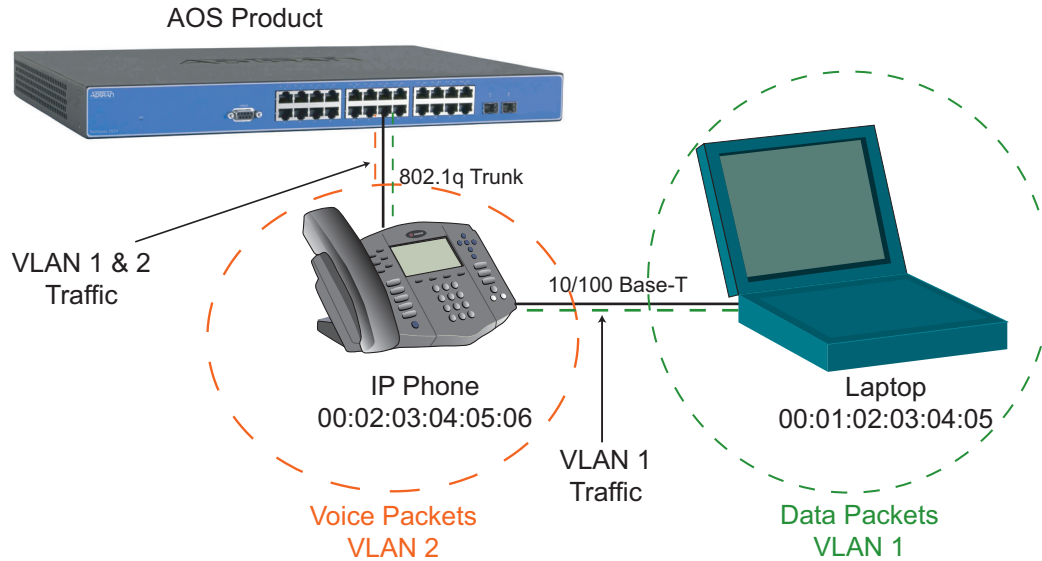 AOS Product
ADTRAN
802.1q Trunk
VLAN 1 & 2
Traffic
10/100 Base-T
IP Phone
00:02:03:04:05:06
Laptop
00:01:02:03:04:05
VLAN 1
Traffic
Voice Packets
VLAN 2
Data Packets
VLAN 1